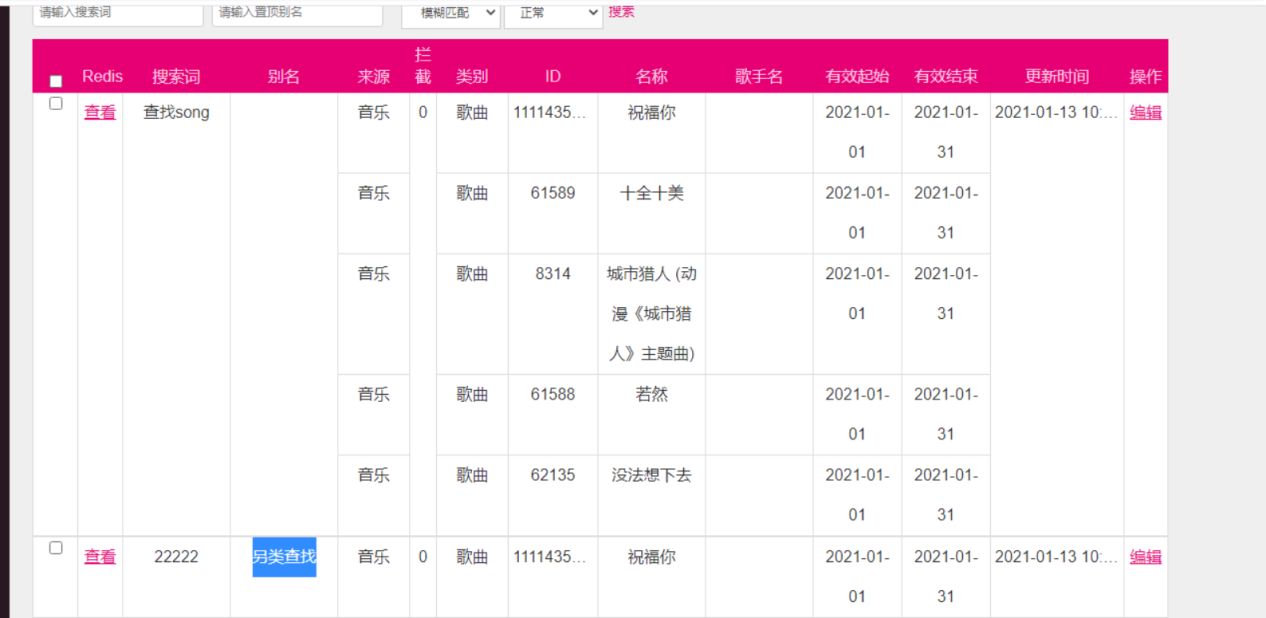 请输入搜索词 请输入置顶别名 模糊匹配 正常 搜索
Redis 搜索词 别名 来源 拦截 类别 ID 名称 歌手名 有效起始 有效结束 更新时间 操作
查看 查找song 音乐 0 歌曲 1111435... 祝福你 2021-01- 2021-01- 2021-01-13 10:... 编辑
01 31
音乐 歌曲 61589 十全十美 2021-01- 2021-01-
01 31
音乐 歌曲 8314 城市猎人 (动 2021-01- 2021-01-
漫《城市猎 01 31
人》主题曲)
音乐 歌曲 61588 若然 2021-01- 2021-01-
01 31
音乐 歌曲 62135 没法想下去 2021-01- 2021-01-
01 31
查看 22222 另类查找 音乐 0 歌曲 1111435... 祝福你 2021-01- 2021-01- 2021-01-13 10:... 编辑
01 31